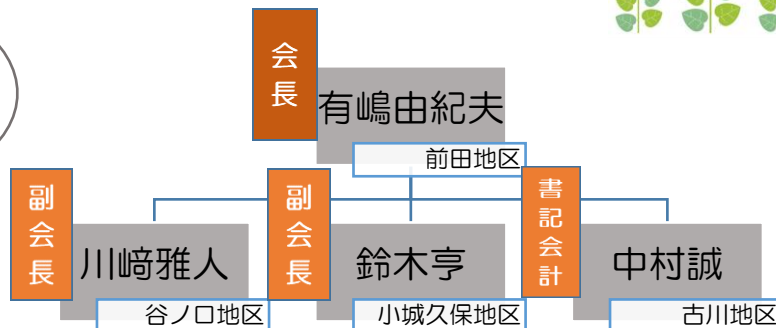 会長
有嶋由紀夫
前田地区
副会長
川﨑雅人
谷ノ口地区
副会長
鈴木亨
小城久保地区
書記会計
中村誠
古川地区